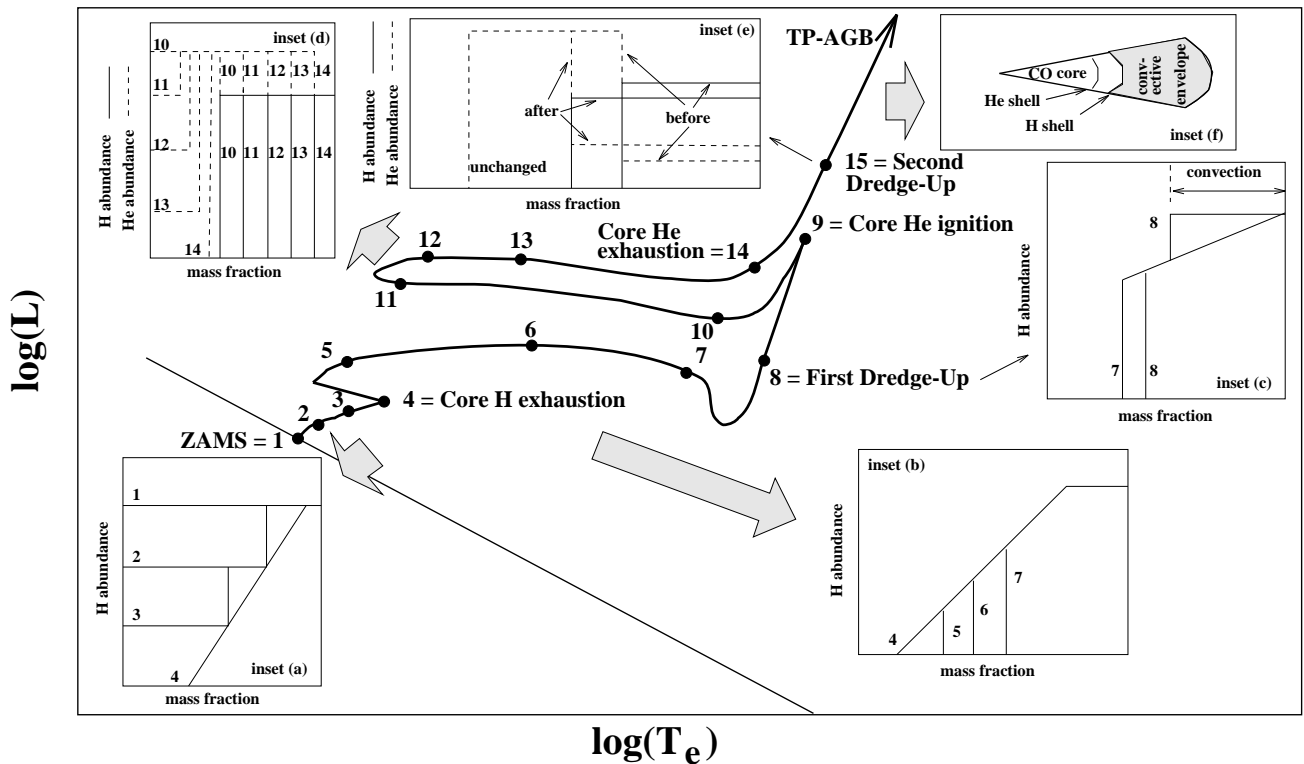 inset (d)
10
11
12
13
14
10 11 12 13 14
10 11 12 13 14
H abundance
He abundance
mass fraction
inset (e)
after
before
unchanged
H abundance
He abundance
mass fraction
TP-AGB
CO core
conv-
ective
envelope
He shell
H shell
inset (f)
15 = Second
Dredge-Up
9 = Core He ignition
Core He
exhaustion = 14
12
13
11
10
convection
8
7
8
inset (c)
H abundance
mass fraction
6
5
7
8 = First Dredge-Up
4 = Core H exhaustion
3
2
ZAMS = 1
1
2
3
4
inset (a)
H abundance
mass fraction
inset (b)
4
5
6
7
H abundance
mass fraction
log(L)
log(Te)